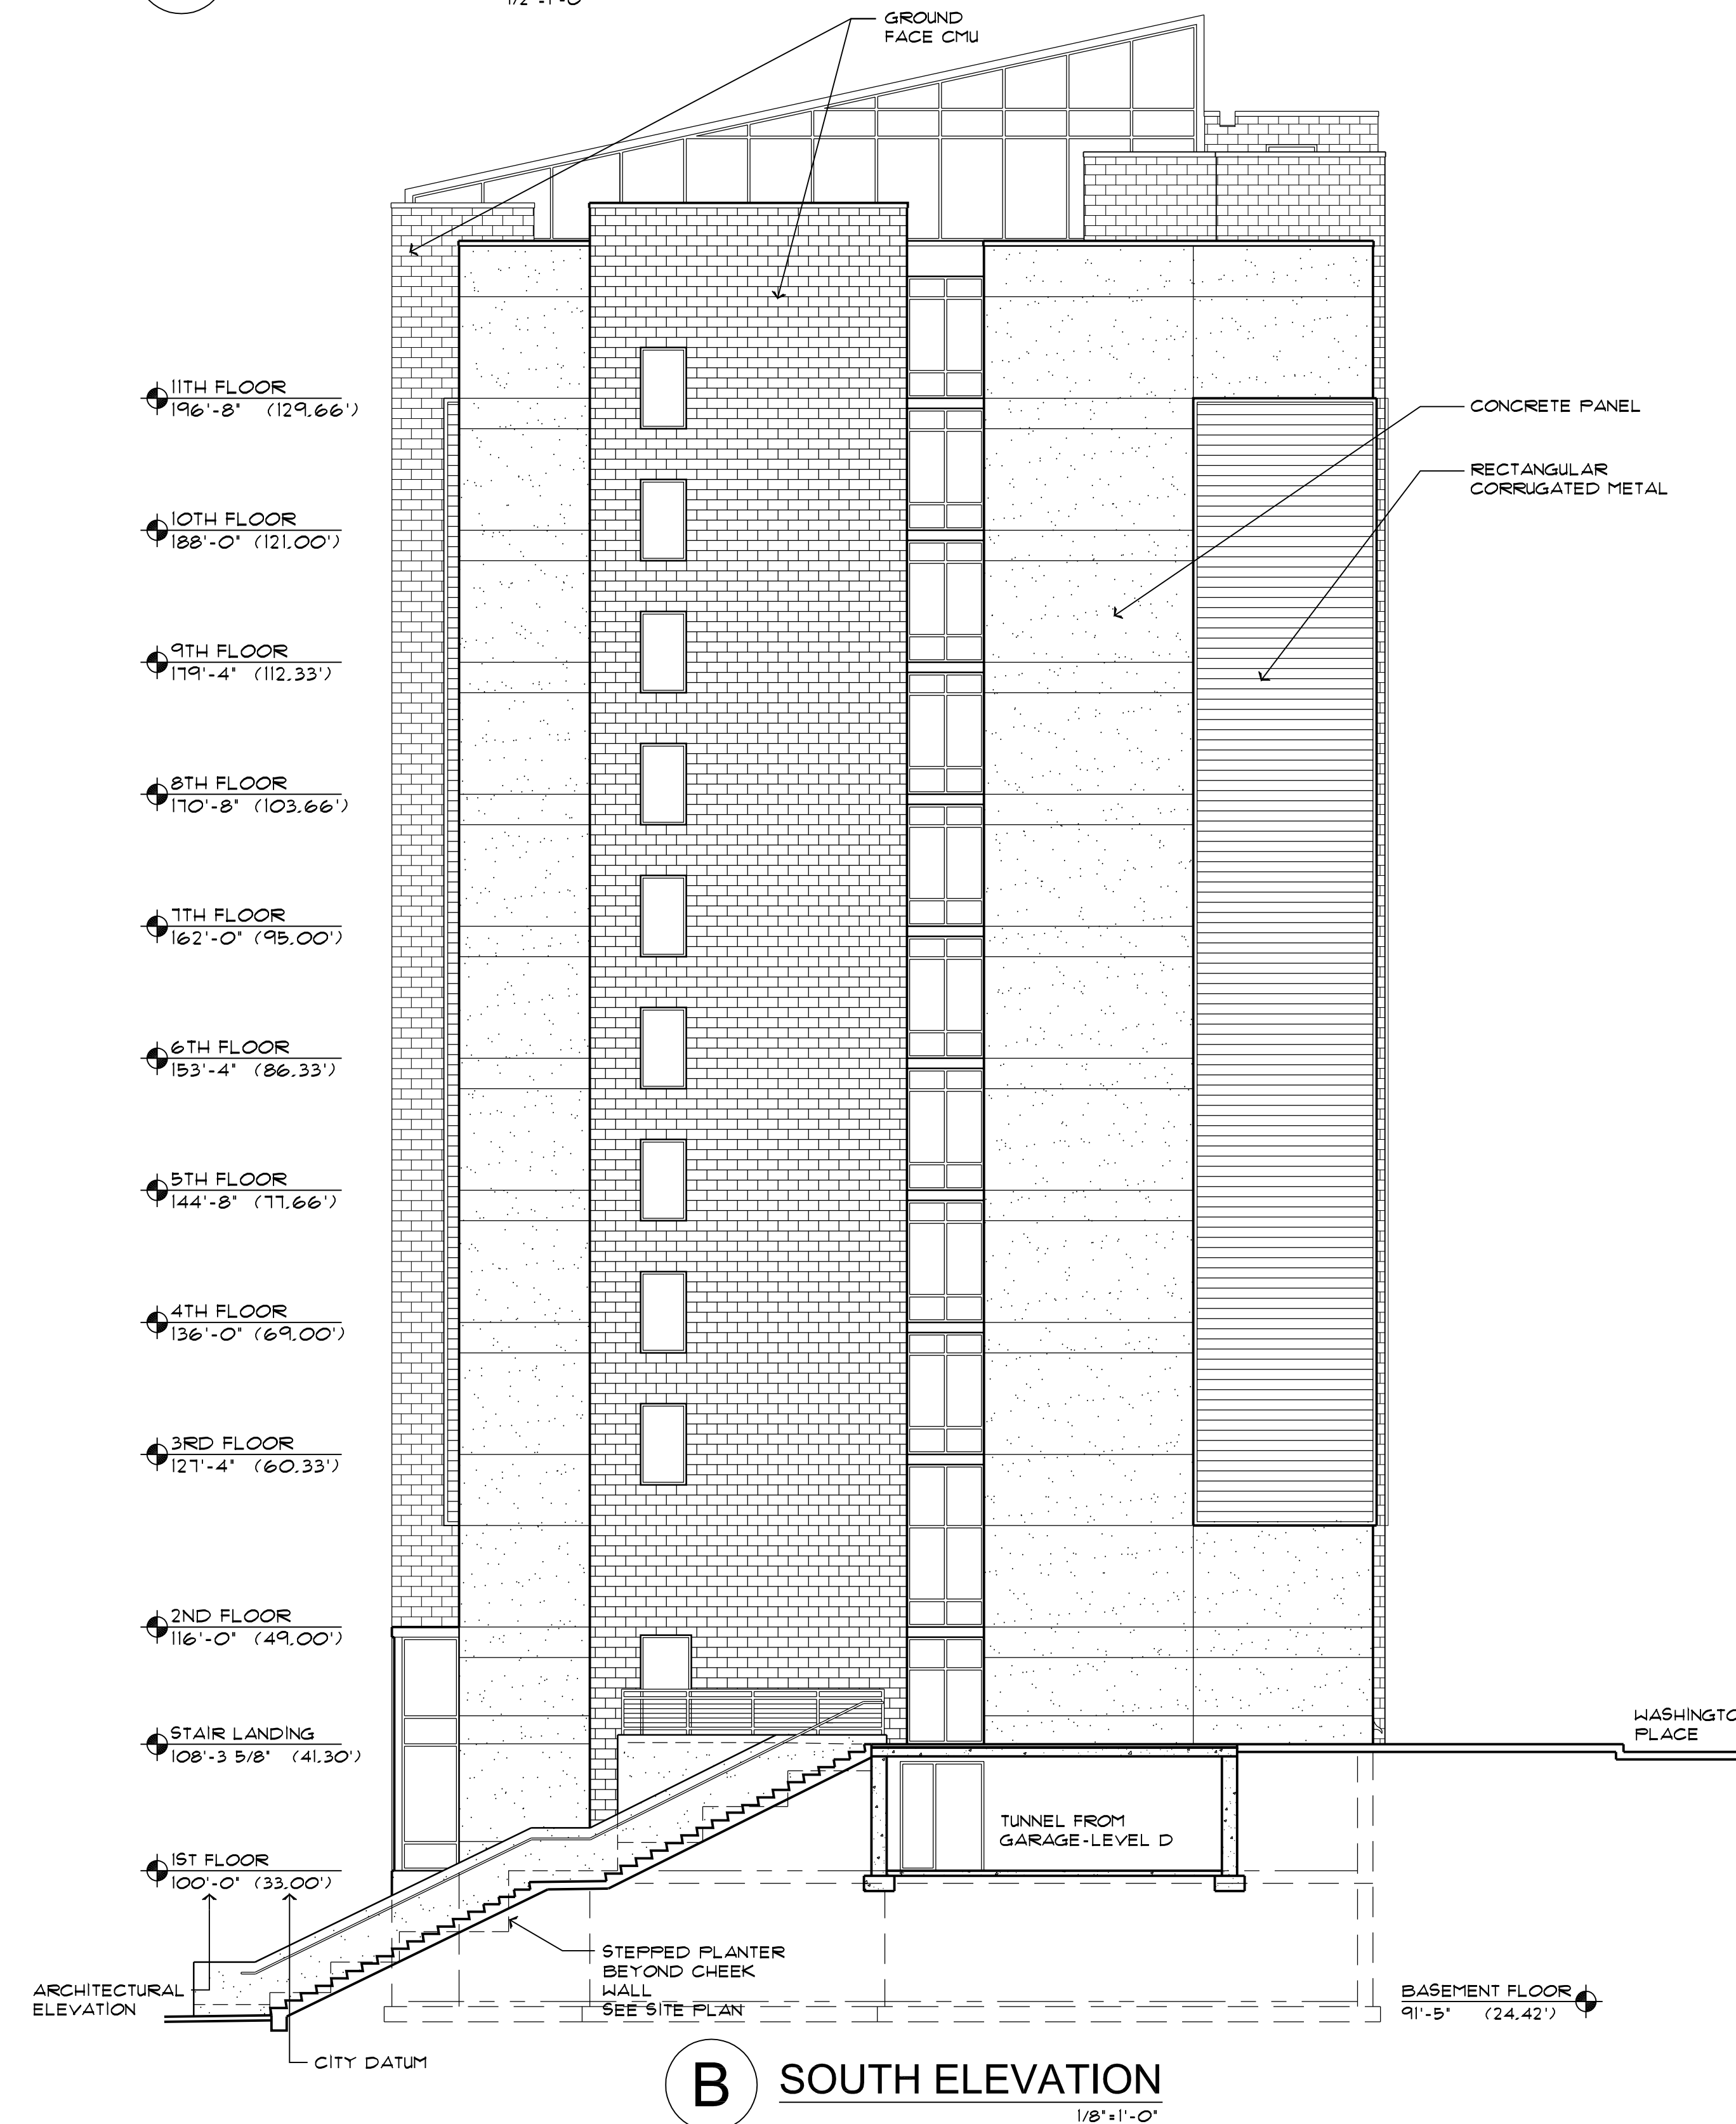 GROUND
FACE CMU
11TH FLOOR
196'-8" (129.66')
CONCRETE PANEL
RECTANGULAR
CORRUGATED METAL
10TH FLOOR
188'-0" (121.00')
9TH FLOOR
179'-4" (112.33')
8TH FLOOR
170'-8" (103.66')
7TH FLOOR
162'-0" (95.00')
6TH FLOOR
153'-4" (86.33')
5TH FLOOR
144'-8" (77.66')
4TH FLOOR
136'-0" (69.00')
3RD FLOOR
127'-4" (60.33')
2ND FLOOR
116'-0" (49.00')
STAIR LANDING
108'-3 5/8" (41.30')
WASHINGTO
PLACE
TUNNEL FROM
GARAGE-LEVEL D
1ST FLOOR
100'-0" (33.00')
STEPPED PLANTER
BEYOND CHEEK
WALL
SEE SITE PLAN
ARCHITECTURAL
ELEVATION
BASEMENT FLOOR
91'-5" (24.42')
CITY DATUM
B SOUTH ELEVATION
1/8"=1'-0"